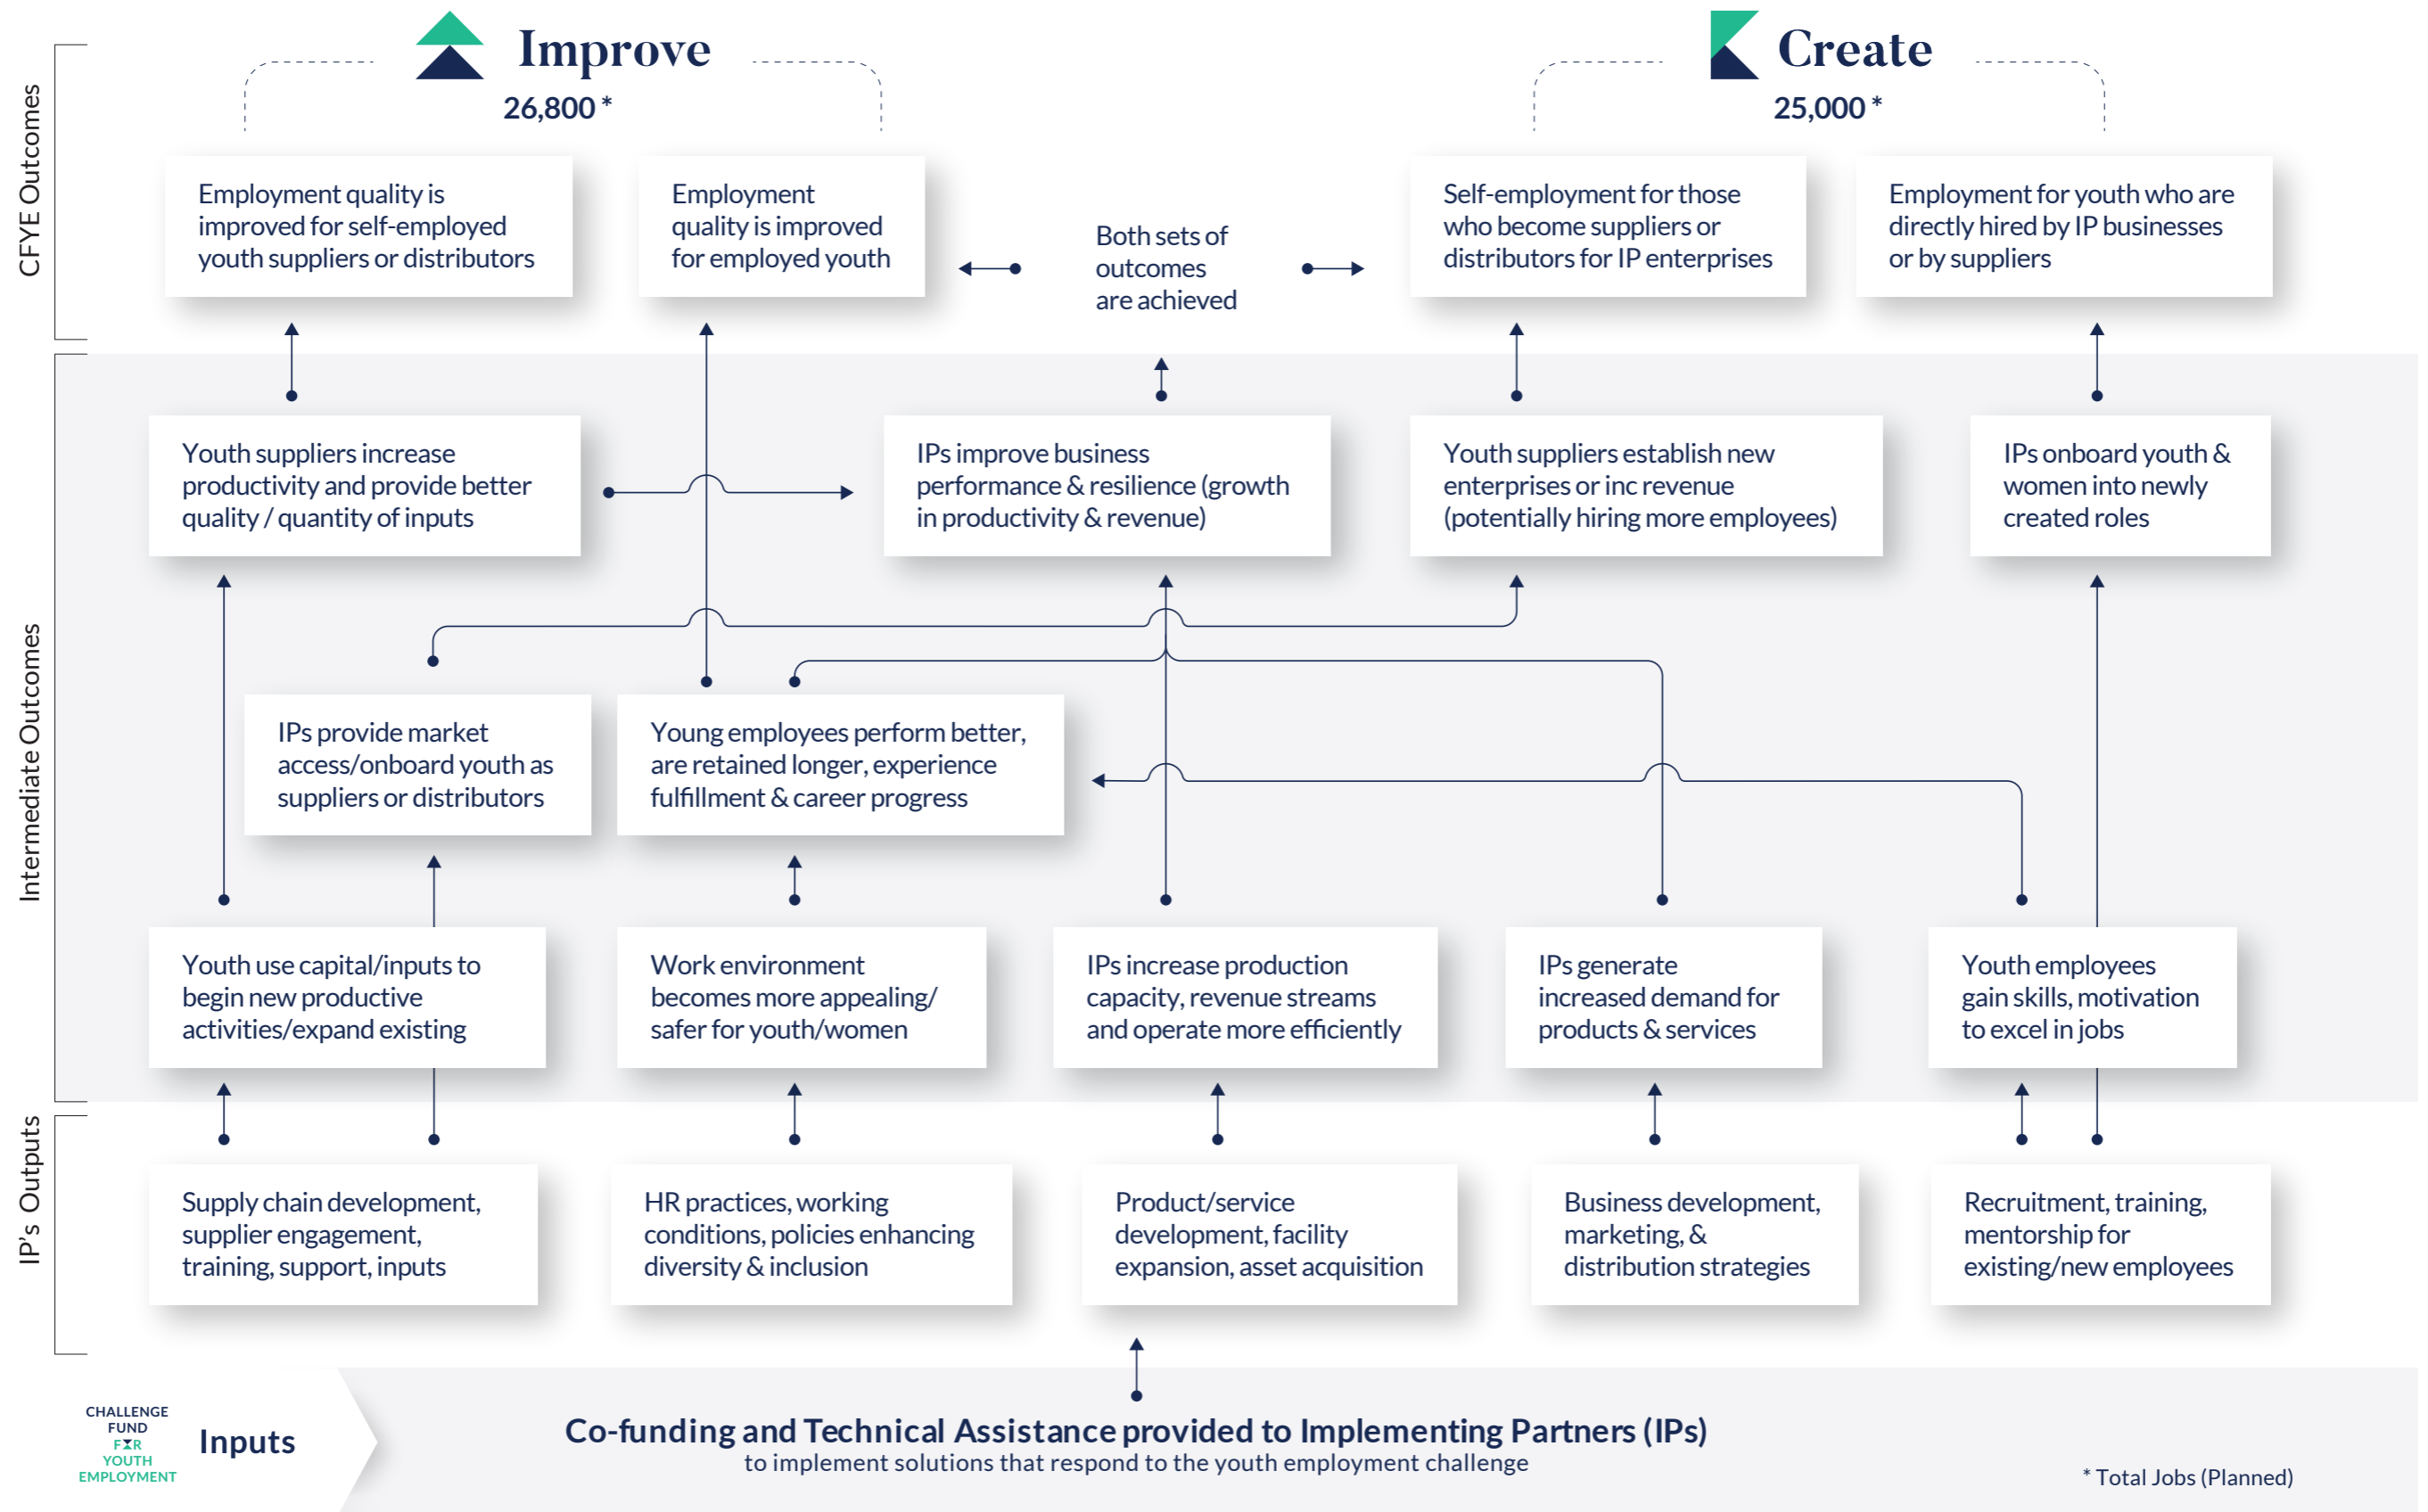 CFYE Outcomes
Improve
26,800 *
Create
25,000 *
Employment quality is
improved for self-employed
youth suppliers or distributors
Employment
quality is improved
for employed youth
Both sets of
outcomes
are achieved
Self-employment for those
who become suppliers or
distributors for IP enterprises
Employment for youth who are
directly hired by IP businesses
or by suppliers
Intermediate Outcomes
Youth suppliers increase
productivity and provide better
quality / quantity of inputs
IPs improve business
performance & resilience (growth
in productivity & revenue)
Youth suppliers establish new
enterprises or inc revenue
(potentially hiring more employees)
IPs onboard youth &
women into newly
created roles
IPs provide market
access/onboard youth as
suppliers or distributors
Young employees perform better,
are retained longer, experience
fulfillment & career progress
Youth use capital/inputs to
begin new productive
activities/expand existing
Work environment
becomes more appealing/
safer for youth/women
IPs increase production
capacity, revenue streams
and operate more efficiently
IPs generate
increased demand for
products & services
Youth employees
gain skills, motivation
to excel in jobs
IP's Outputs
Supply chain development,
supplier engagement,
training, support, inputs
HR practices, working
conditions, policies enhancing
diversity & inclusion
Product/service
development, facility
expansion, asset acquisition
Business development,
marketing, &
distribution strategies
Recruitment, training,
mentorship for
existing/new employees
CHALLENGE
FUND
FOR
YOUTH
EMPLOYMENT
Inputs
Co-funding and Technical Assistance provided to Implementing Partners (IPs)
to implement solutions that respond to the youth employment challenge
* Total Jobs (Planned)